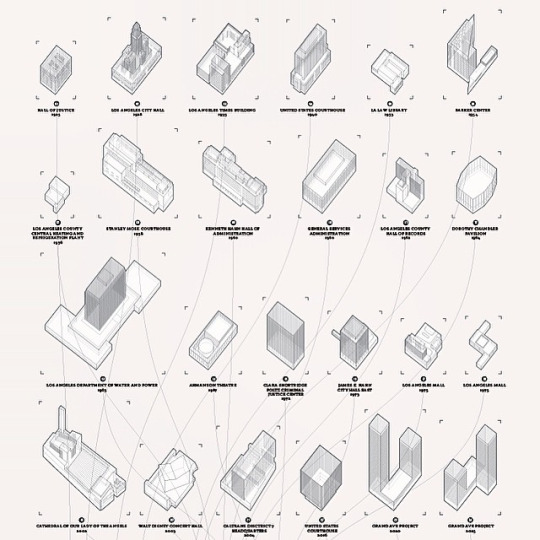 HALL OF JUSTICE
1925
LOS ANGELES CITY HALL
1928
LOS ANGELES TIMES BUILDING
1935
UNITED STATES COURTHOUSE
1940
LA LAW LIBRARY
1953
PARKER CENTER
1954
LOS ANGELES COUNTY
CENTRAL HEATING AND
REFRIGERATION PLANT
1958
STANLEY MOSK COURTHOUSE
1958
KENNETH HAHN HALL OF
ADMINISTRATION
1960
GENERAL SERVICES
ADMINISTRATION
LOS ANGELES COUNTY
HALL OF RECORDS
1962
DOROTHY CHANDLER
PAVILION
1964
LOS ANGELES DEPARTMENT OF WATER AND POWER
1965
AHMANSON THEATRE
1967
CLARA SHORTRIDGE
FOLTZ CRIMINAL
JUSTICE CENTER
1972
JAMES K. HAHN
CITY HALL EAST
1973
LOS ANGELES MALL
1975
LOS ANGELES MALL
1975
CATHEDRAL OF OUR LADY OF THE ANGELS
2002
WALT DISNEY CONCERT HALL
2003
CALTRANS DISTRICT 7
HEADQUARTERS
2004
UNITED STATES
COURTHOUSE
2016
GRAND AVE PROJECT
GRAND AVE PROJECT